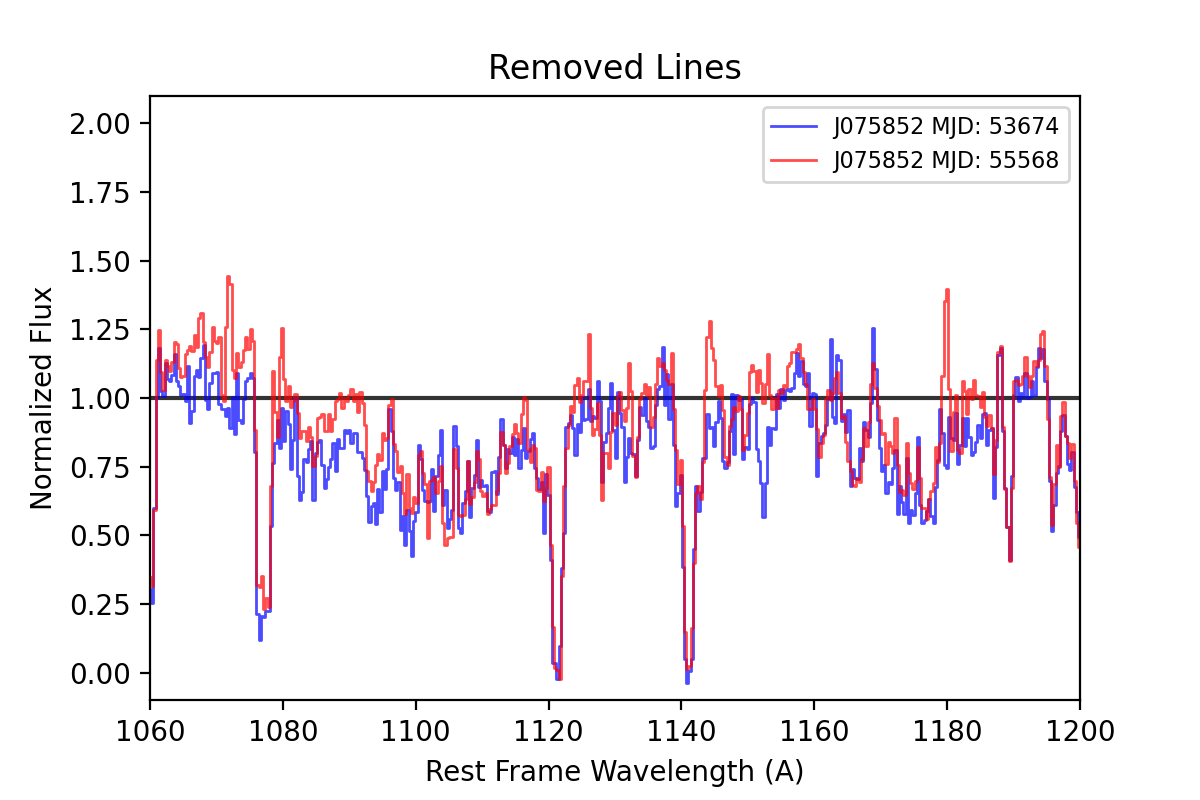 Removed Lines
J075852 MJD: 53674
J075852 MJD: 55568
Normalized Flux
2.00
1.75
1.50
1.25
1.00
0.75
0.50
0.25
0.00
1060 1080 1100 1120 1140 1160 1180 1200
Rest Frame Wavelength (A)